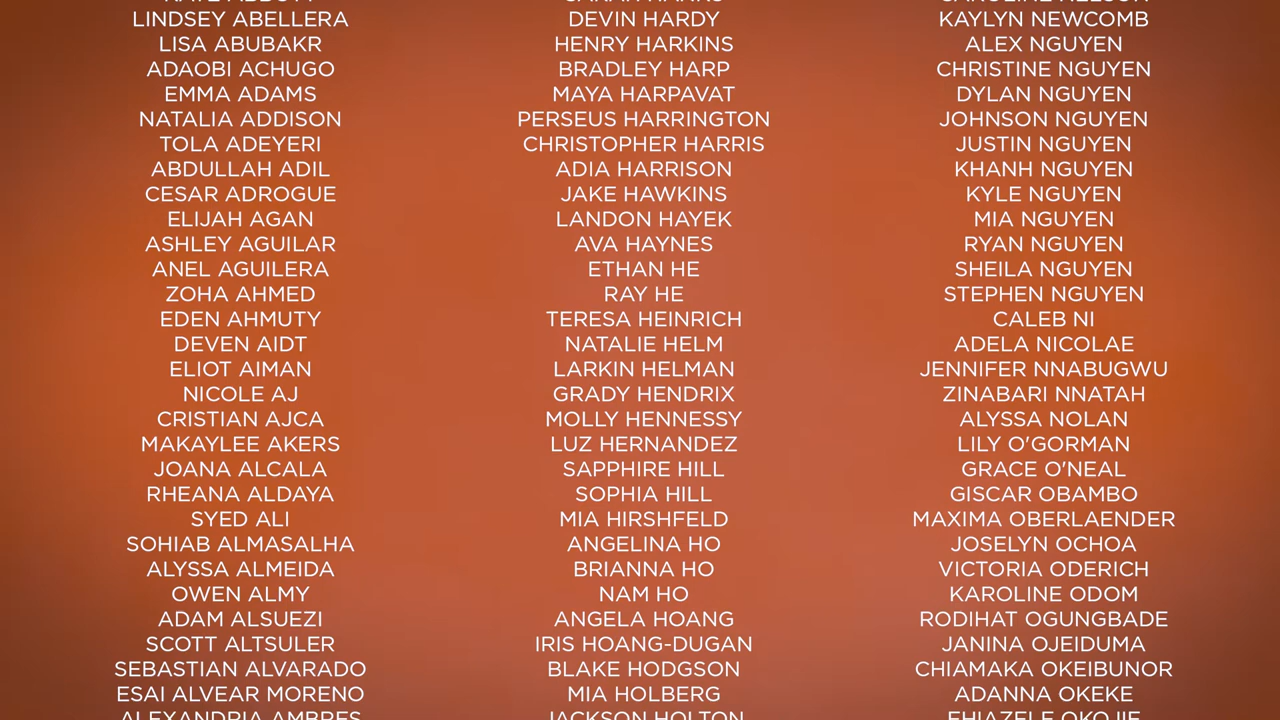 LINDSEY ABELLERA
LISA ABUBAKR
ADAOBI ACHUGO
EMMA ADAMS
NATALIA ADDISON
TOLA ADEYERI
ABDULLAH ADIL
CESAR ADROGUE
ELIJAH AGAN
ASHLEY AGUILAR
ANEL AGUILERA
ZOHA AHMED
EDEN AHMUTY
DEVEN AIDT
ELIOT AIMAN
NICOLE AJ
CRISTIAN AJCA
MAKAYLEE AKERS
JOANA ALCALA
RHEANA ALDAYA
SYED ALI
SOHIAB ALMASALHA
ALYSSA ALMEIDA
OWEN ALMY
ADAM ALSUEZI
SCOTT ALTSULER
SEBASTIAN ALVARADO
ESAI ALVEAR MORENO
ALEXANDRIA AMBRES
DEVIN HARDY
HENRY HARKINS
BRADLEY HARP
MAYA HARPAVAT
PERSEUS HARRINGTON
CHRISTOPHER HARRIS
ADIA HARRISON
JAKE HAWKINS
LANDON HAYEK
AVA HAYNES
ETHAN HE
RAY HE
TERESA HEINRICH
NATALIE HELM
LARKIN HELMAN
GRADY HENDRIX
MOLLY HENNESSY
LUZ HERNANDEZ
SAPPHIRE HILL
SOPHIA HILL
MIA HIRSHFELD
ANGELINA HO
BRIANNA HO
NAM HO
ANGELA HOANG
IRIS HOANG-DUGAN
BLAKE HODGSON
MIA HOLBERG
JACKSON HOLTON
KAYLYN NEWCOMB
ALEX NGUYEN
CHRISTINE NGUYEN
DYLAN NGUYEN
JOHNSON NGUYEN
JUSTIN NGUYEN
KHANH NGUYEN
KYLE NGUYEN
MIA NGUYEN
RYAN NGUYEN
SHEILA NGUYEN
STEPHEN NGUYEN
CALEB NI
ADELA NICOLAE
JENNIFER NNABUGWU
ZINABARI NNATAH
ALYSSA NOLAN
LILY O'GORMAN
GRACE O'NEAL
GISCAR OBAMBO
MAXIMA OBERLAENDER
JOSELYN OCHOA
VICTORIA ODERICH
KAROLINE ODOM
RODIHAT OGUNGBADE
JANINA OJEIDUMA
CHIAMAKA OKEIBUNOR
ADANNA OKEKE